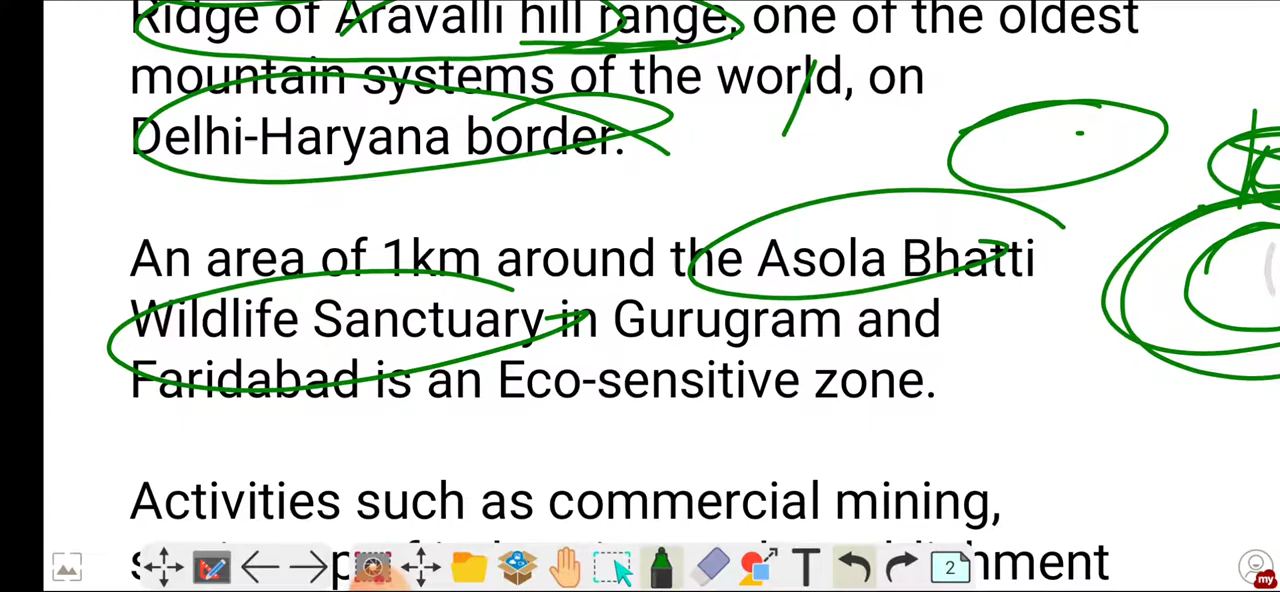 Ridge of Aravalli hill range, one of the oldest
mountain systems of the world, on
Delhi-Haryana border.
An area of 1km around the Asola Bhatti
Wildlife Sanctuary in Gurugram and
Faridabad is an Eco-sensitive zone.
Activities such as commercial mining,
2
my